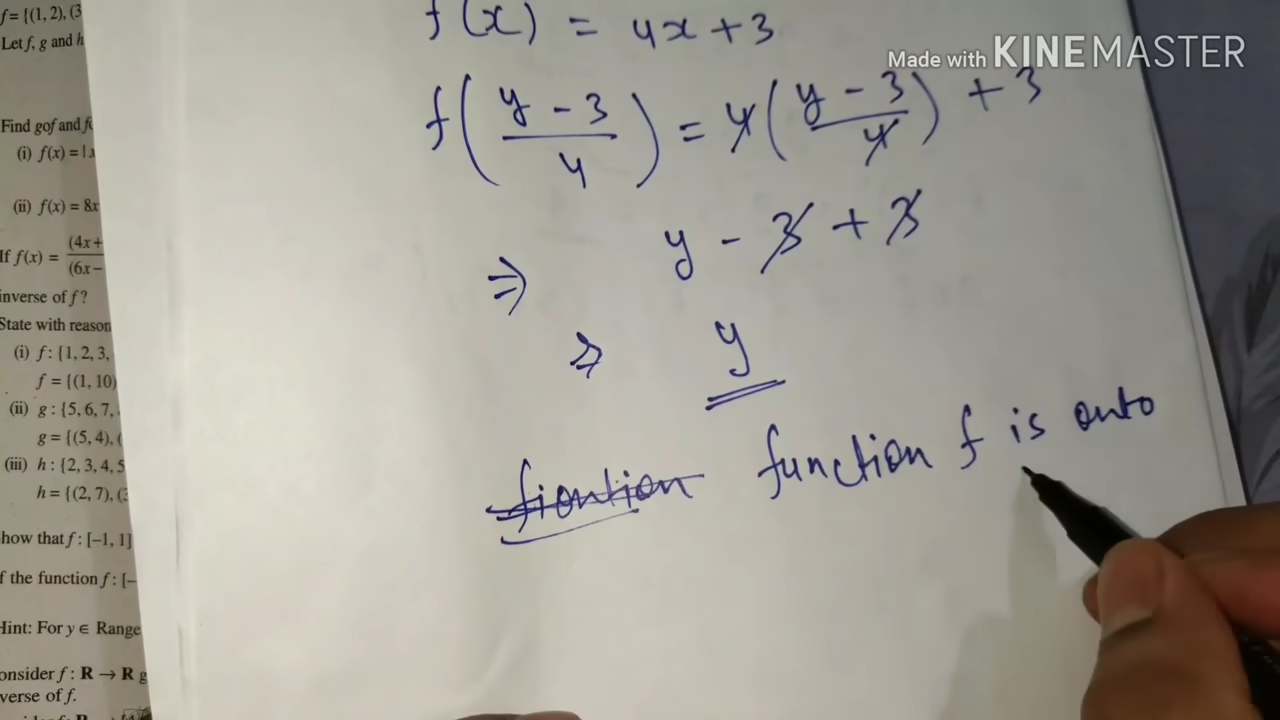 f = {(1, 2), (3
Let f, g and h
Find gof and f
(i) f(x) = |
(ii) f(x) = 8x
If f(x) = (4x+
(6x−
inverse of f?
State with reason
(i) f : {1, 2, 3,
f = {(1, 10)
(ii) g : {5, 6, 7,
g = {(5, 4), (
(iii) h : {2, 3, 4, 5
h = {(2, 7), (3
how that f : [–1, 1]
f the function f : [–
Hint: For y ∈ Range
onsider f : R → R g
verse of f.
Made with KINEMASTER
f(x) = 4x + 3
f((y - 3)/4) = 4((y - 3)/4) + 3
⇒ y - 3 + 3
⇒ y
function f is onto